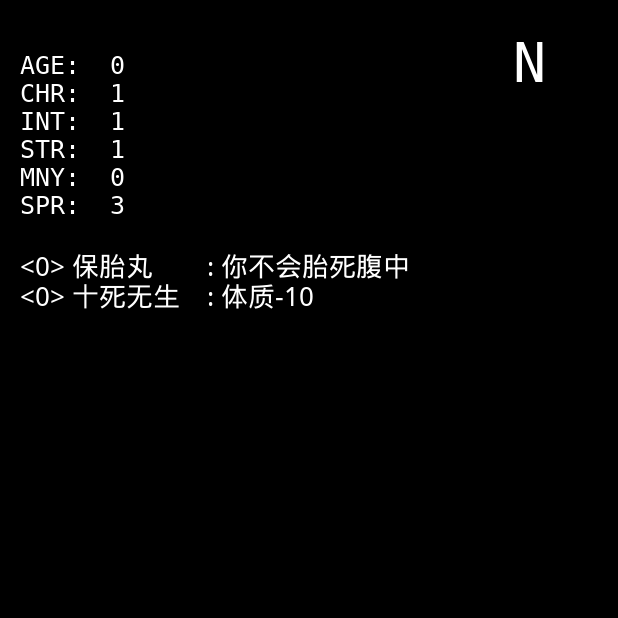 N
AGE: 0
CHR: 1
INT: 1
STR: 1
MNY: 0
SPR: 3
<0> 保胎丸 : 你不会胎死腹中
<0> 十死无生 : 体质-10